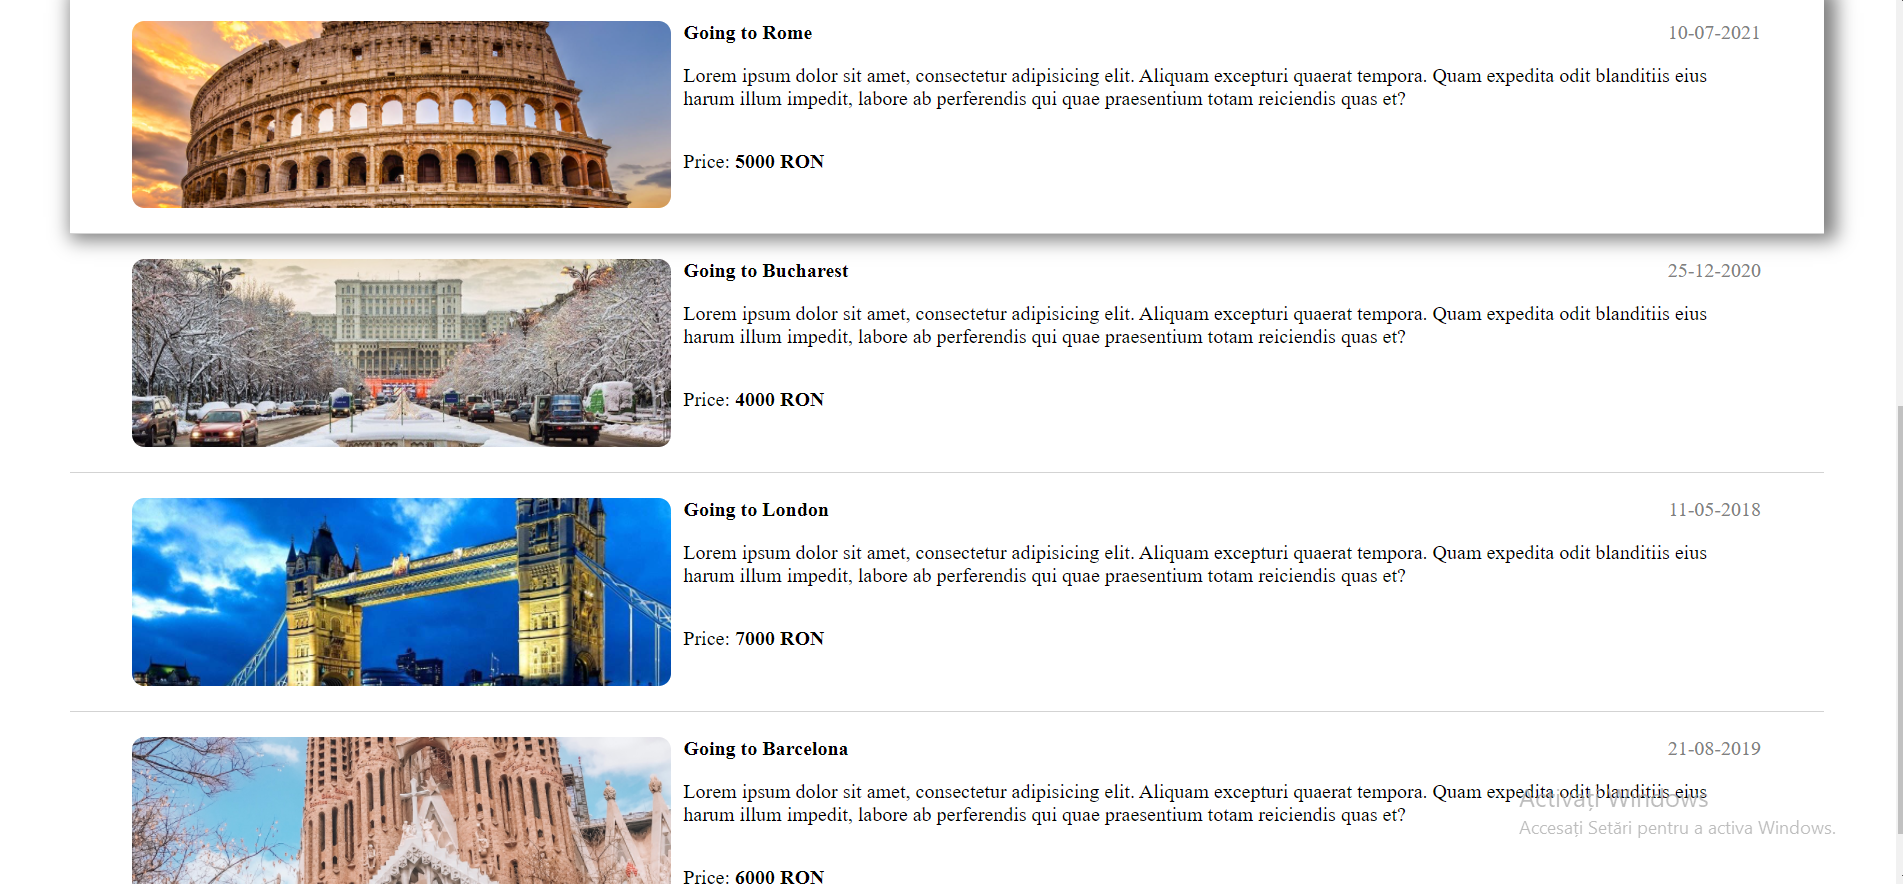 Going to Rome
10-07-2021
Lorem ipsum dolor sit amet, consectetur adipisicing elit. Aliquam excepturi quaerat tempora. Quam expedita odit blanditiis eius
harum illum impedit, labore ab perferendis qui quae praesentium totam reiciendis quas et?
Price: 5000 RON
Going to Bucharest
25-12-2020
Lorem ipsum dolor sit amet, consectetur adipisicing elit. Aliquam excepturi quaerat tempora. Quam expedita odit blanditiis eius
harum illum impedit, labore ab perferendis qui quae praesentium totam reiciendis quas et?
Price: 4000 RON
Going to London
11-05-2018
Lorem ipsum dolor sit amet, consectetur adipisicing elit. Aliquam excepturi quaerat tempora. Quam expedita odit blanditiis eius
harum illum impedit, labore ab perferendis qui quae praesentium totam reiciendis quas et?
Price: 7000 RON
Going to Barcelona
21-08-2019
Lorem ipsum dolor sit amet, consectetur adipisicing elit. Aliquam excepturi quaerat tempora. Quam expedita odit blanditiis eius
harum illum impedit, labore ab perferendis qui quae praesentium totam reiciendis quas et?
Price: 6000 RON
Activați Windows
Accesați Setări pentru a activa Windows.